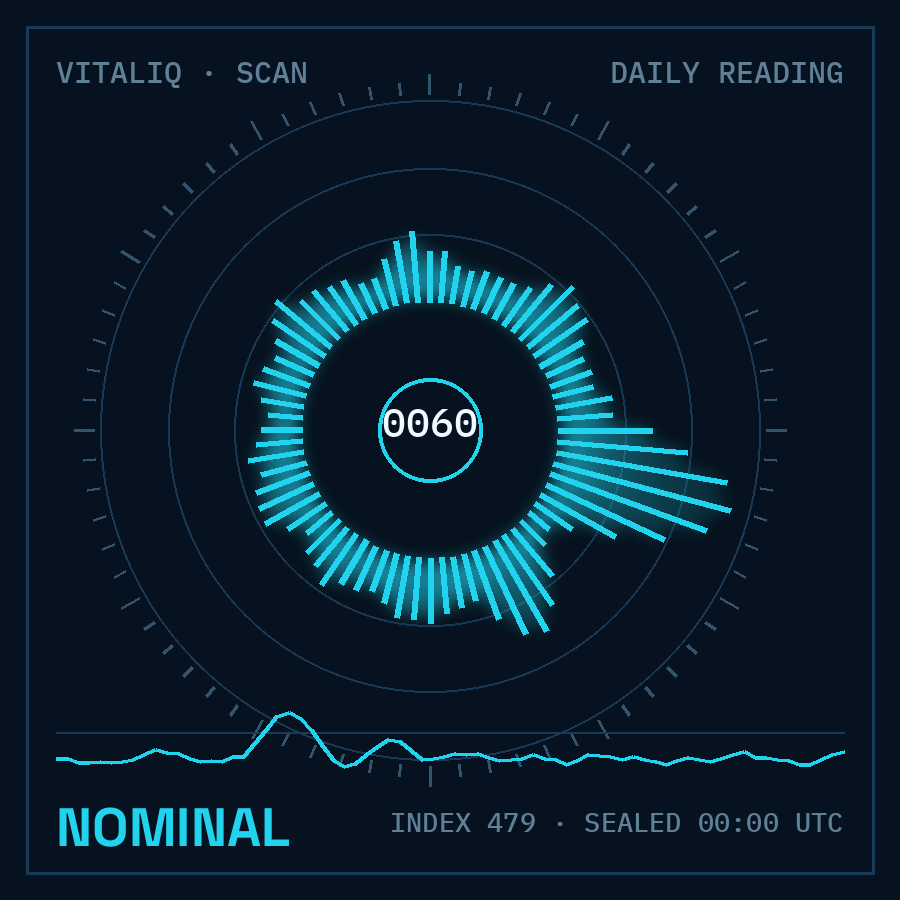 VITALIQ · SCAN
DAILY READING
0060
NOMINAL
INDEX 479 · SEALED 00:00 UTC